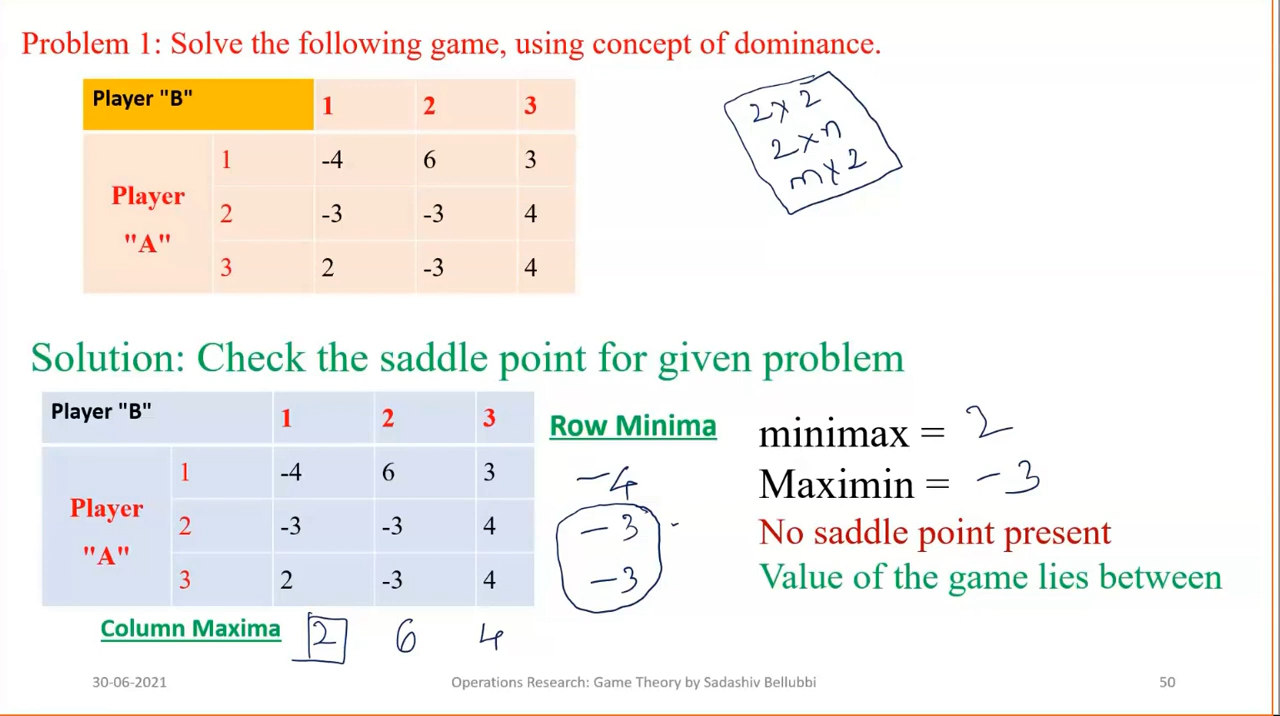 Problem 1: Solve the following game, using concept of dominance.
Player "B" 1 2 3
Player "A"
1 -4 6 3
2 -3 -3 4
3 2 -3 4
2 x 2
2 x n
m x 2
Solution: Check the saddle point for given problem
Player "B" 1 2 3 Row Minima
Player "A"
1 -4 6 3 -4
2 -3 -3 4 -3
3 2 -3 4 -3
Column Maxima 2 6 4
minimax = 2
Maximin = -3
No saddle point present
Value of the game lies between
30-06-2021 Operations Research: Game Theory by Sadashiv Bellubbi 50